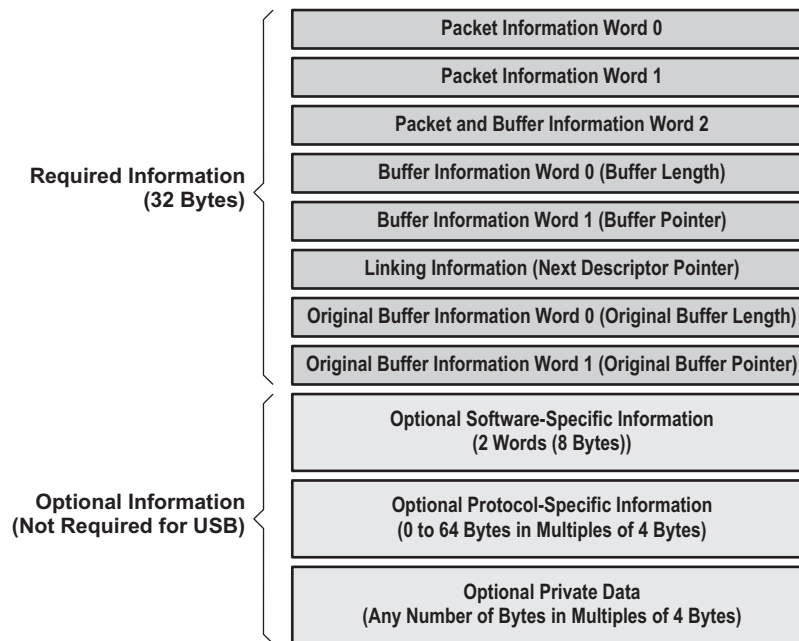 Packet Information Word 0
Packet Information Word 1
Packet and Buffer Information Word 2
Required Information
(32 Bytes)
Buffer Information Word 0 (Buffer Length)
Buffer Information Word 1 (Buffer Pointer)
Linking Information (Next Descriptor Pointer)
Original Buffer Information Word 0 (Original Buffer Length)
Original Buffer Information Word 1 (Original Buffer Pointer)
Optional Software-Specific Information
(2 Words (8 Bytes))
Optional Information
(Not Required for USB)
Optional Protocol-Specific Information
(0 to 64 Bytes in Multiples of 4 Bytes)
Optional Private Data
(Any Number of Bytes in Multiples of 4 Bytes)